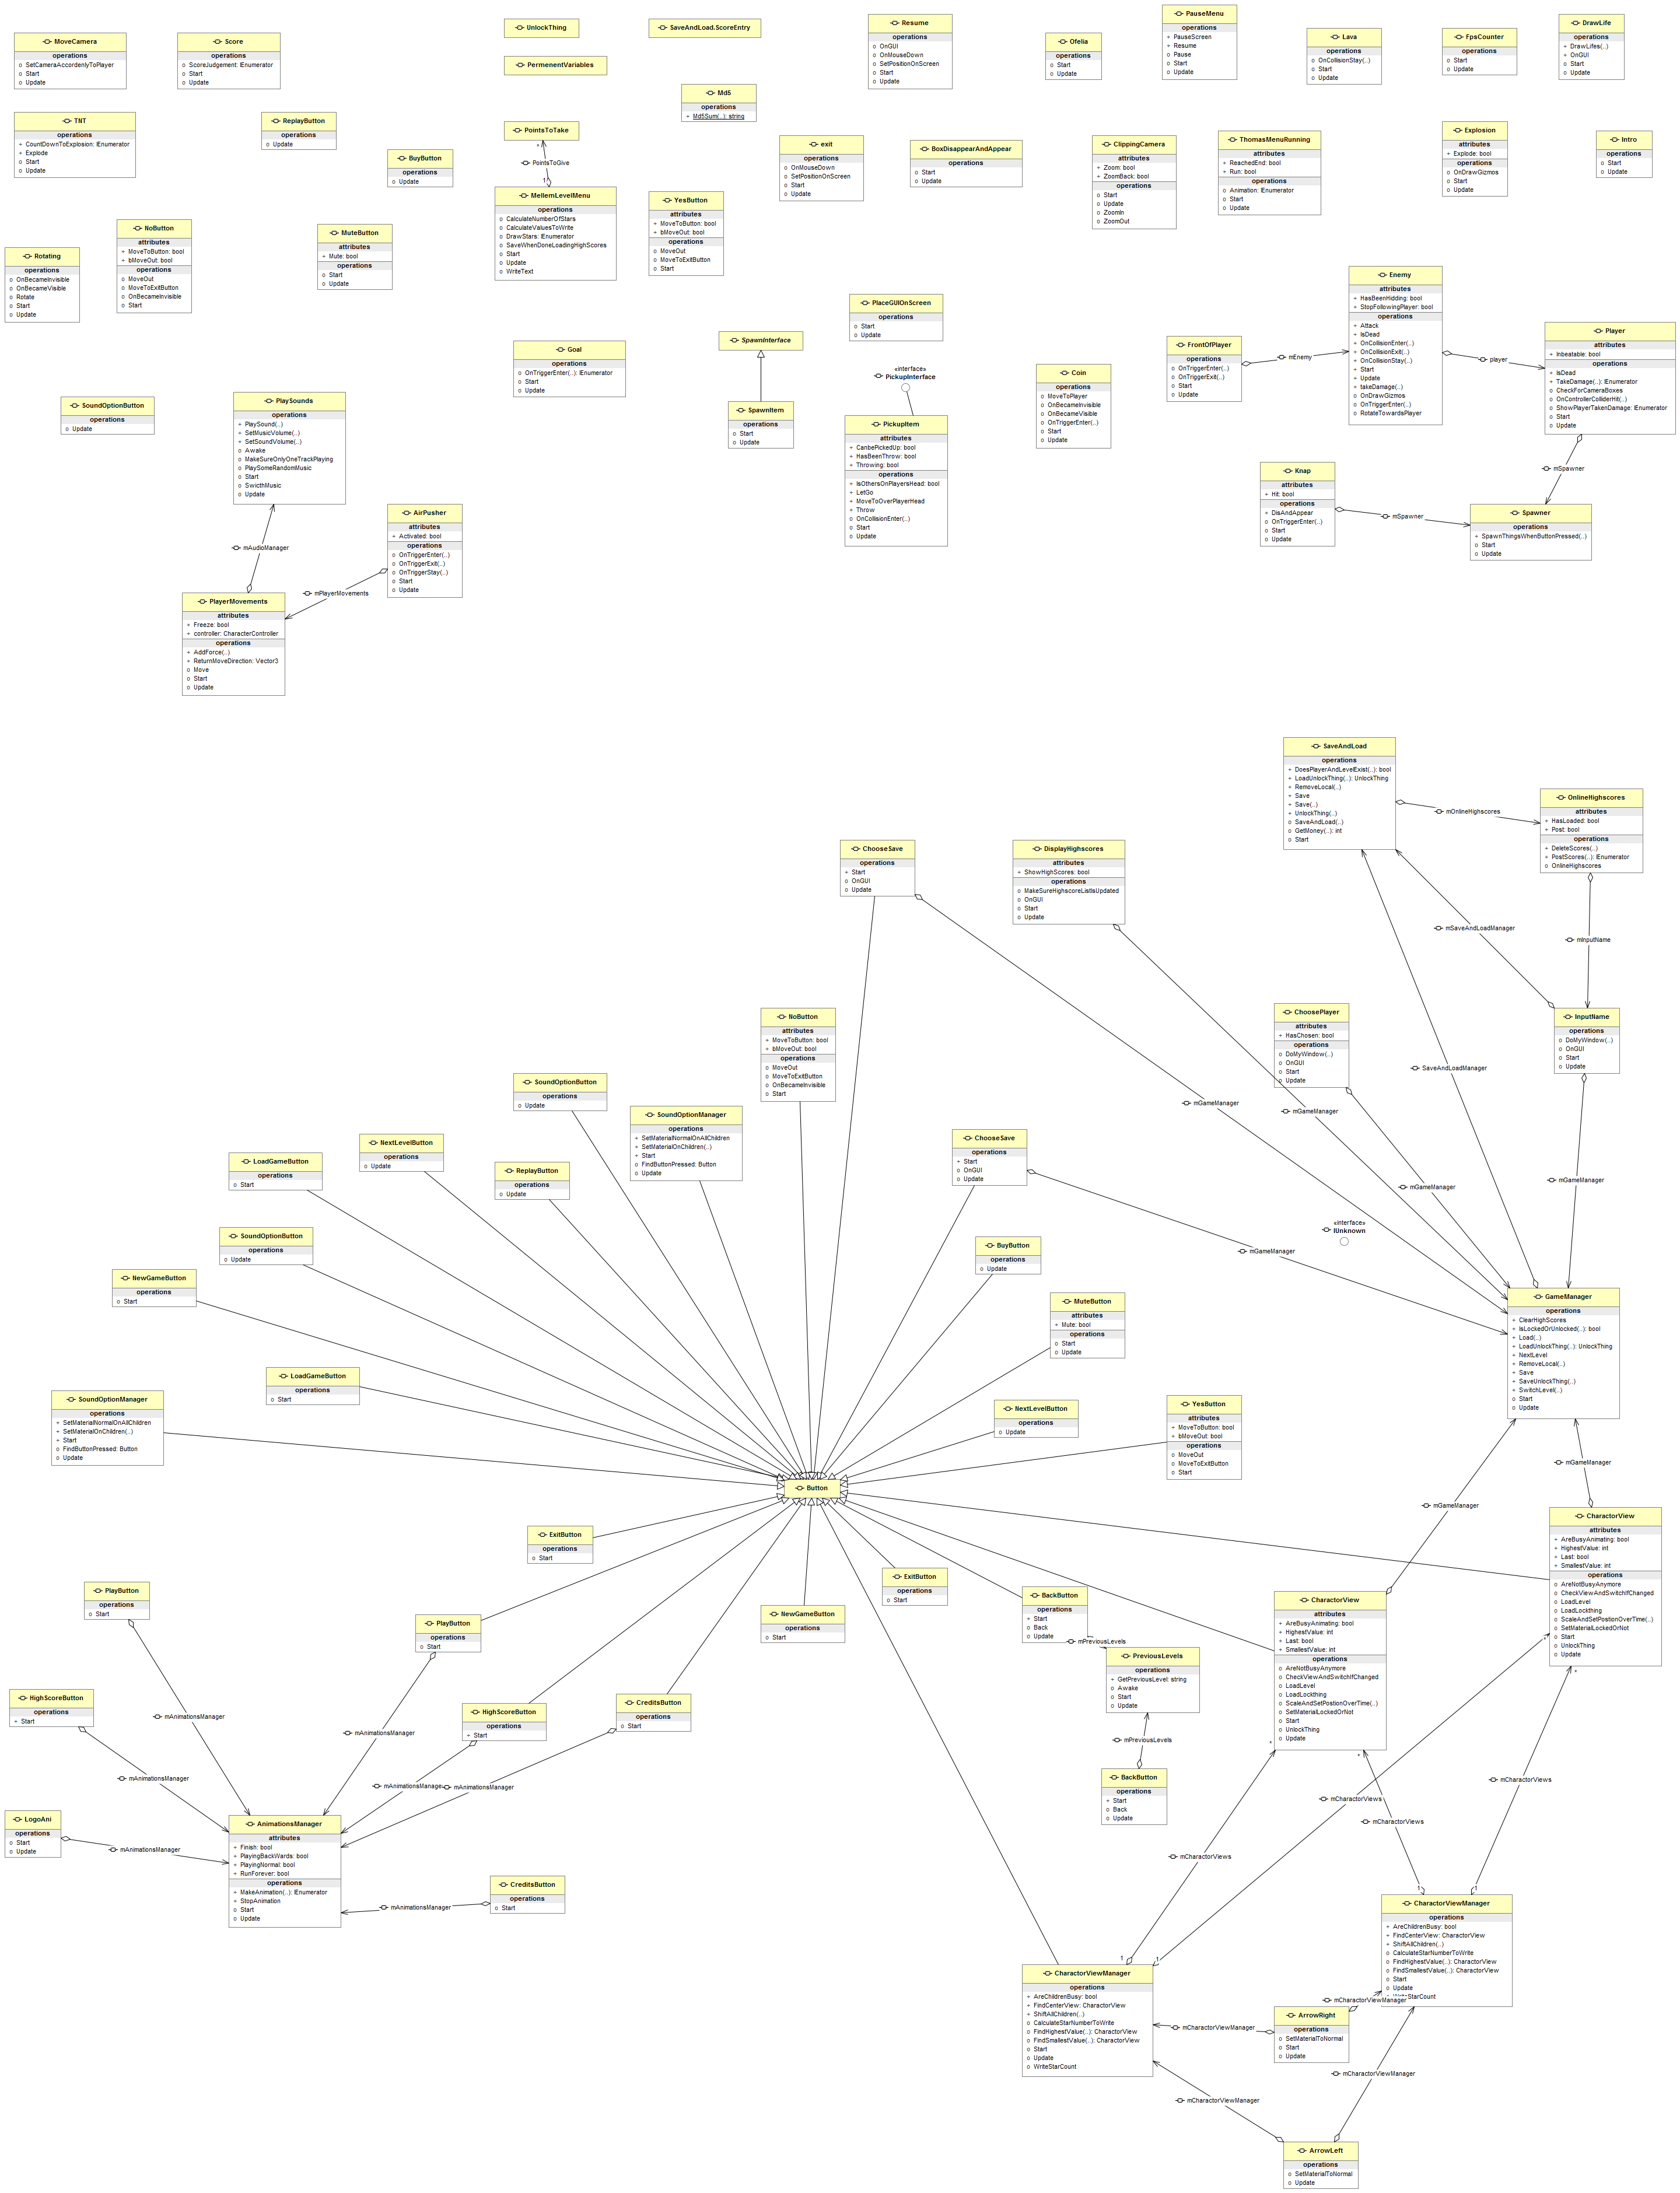 MoveCamera
operations
o SetCameraAccordenlyToPlayer
o Start
o Update
Score
operations
o ScoreJudgement: IEnumerator
o Start
o Update
UnlockThing
SaveAndLoad.ScoreEntry
PermenentVariables
Resume
operations
o OnGUI
o OnMouseDown
o SetPositionOnScreen
o Start
o Update
Ofelia
operations
o Start
o Update
PauseMenu
operations
+ PauseScreen
+ Resume
o Pause
o Start
o Update
Lava
operations
o OnCollisionStay(..)
o Start
o Update
FpsCounter
operations
o Start
o Update
DrawLife
operations
+ DrawLifes(..)
+ OnGUI
o Start
o Update
Md5
operations
+ Md5Sum(..): string
TNT
operations
+ CountDownToExplosion: IEnumerator
+ Explode
o Start
o Update
ReplayButton
operations
o Update
BuyButton
operations
o Update
PointsToTake
*
PointsToGive
1
MellemLevelMenu
operations
o CalculateNumberOfStars
o CalculateValuesToWrite
o DrawStars: IEnumerator
o SaveWhenDoneLoadingHighScores
o Start
o Update
o WriteText
exit
operations
o OnMouseDown
o SetPositionOnScreen
o Start
o Update
BoxDisappearAndAppear
operations
o Start
o Update
ClippingCamera
attributes
+ Zoom: bool
+ ZoomBack: bool
operations
o Start
o Update
o ZoomIn
o ZoomOut
ThomasMenuRunning
attributes
+ ReachedEnd: bool
+ Run: bool
operations
o Animation: IEnumerator
o Start
o Update
Explosion
attributes
+ Explode: bool
operations
o OnDrawGizmos
o Start
o Update
Intro
operations
o Start
o Update
YesButton
attributes
+ MoveToButton: bool
+ bMoveOut: bool
operations
o MoveOut
o MoveToExitButton
o Start
NoButton
attributes
+ MoveToButton: bool
+ bMoveOut: bool
operations
o MoveOut
o MoveToExitButton
o OnBecameInvisible
o Start
MuteButton
attributes
+ Mute: bool
operations
o Start
o Update
Rotating
operations
o OnBecameInvisible
o OnBecameVisible
o Rotate
o Start
o Update
PlaceGUIOnScreen
operations
o Start
o Update
Enemy
attributes
+ HasBeenHidding: bool
+ StopFollowingPlayer: bool
operations
+ Attack
+ IsDead
+ OnCollisionEnter(..)
+ OnCollisionExit(..)
+ OnCollisionStay(..)
+ Start
+ Update
+ takeDamage(..)
o OnDrawGizmos
o OnTriggerEnter(..)
o RotateTowardsPlayer
FrontOfPlayer
operations
o OnTriggerEnter(..)
o OnTriggerExit(..)
o Start
o Update
mEnemy
player
Player
attributes
+ Inbeatable: bool
operations
+ IsDead
+ TakeDamage(..): IEnumerator
o CheckForCameraBoxes
o OnControllerColliderHit(..)
o ShowPlayerTakenDamage: IEnumerator
o Start
o Update
SpawnInterface
SpawnItem
operations
o Start
o Update
Goal
operations
o OnTriggerEnter(..): IEnumerator
o Start
o Update
«interface»
PickupInterface
PickupItem
attributes
+ CanbePickedUp: bool
+ HasBeenThrow: bool
+ Throwing: bool
operations
+ IsOthersOnPlayersHead: bool
+ LetGo
+ MoveToOverPlayerHead
+ Throw
o OnCollisionEnter(..)
o Start
o Update
Coin
operations
o MoveToPlayer
o OnBecameInvisible
o OnBecameVisible
o OnTriggerEnter(..)
o Start
o Update
SoundOptionButton
operations
o Update
PlaySounds
operations
+ PlaySound(..)
+ SetMusicVolume(..)
+ SetSoundVolume(..)
o Awake
o MakeSureOnlyOneTrackPlaying
o PlaySomeRandomMusic
o Start
o SwicthMusic
o Update
mSpawner
Knap
attributes
+ Hit: bool
operations
+ DisAndAppear
o OnTriggerEnter(..)
o Start
o Update
mSpawner
Spawner
operations
+ SpawnThingsWhenButtonPressed(..)
o Start
o Update
AirPusher
attributes
+ Activated: bool
operations
o OnTriggerEnter(..)
o OnTriggerExit(..)
o OnTriggerStay(..)
o Start
o Update
mAudioManager
mPlayerMovements
PlayerMovements
attributes
+ Freeze: bool
+ controller: CharacterController
operations
+ AddForce(..)
+ ReturnMoveDirection: Vector3
o Move
o Start
o Update
SaveAndLoad
operations
+ DoesPlayerAndLevelExist(..): bool
+ LoadUnlockThing(..): UnlockThing
+ RemoveLocal(..)
+ Save
+ Save(..)
+ UnlockThing(..)
o SaveAndLoad(..)
o GetMoney(..): int
o Start
mOnlineHighscores
OnlineHighscores
attributes
+ HasLoaded: bool
+ Post: bool
operations
+ DeleteScores(..)
+ PostScores(..): IEnumerator
o OnlineHighscores
ChooseSave
operations
+ Start
o OnGUI
o Update
DisplayHighscores
attributes
+ ShowHighScores: bool
operations
o MakeSureHighscoreListIsUpdated
o OnGUI
o Start
o Update
mSaveAndLoadManager
mInputName
InputName
operations
o DoMyWindow(..)
o OnGUI
o Start
o Update
ChoosePlayer
attributes
+ HasChosen: bool
operations
o DoMyWindow(..)
o OnGUI
o Start
o Update
SaveAndLoadManager
mGameManager
mGameManager
mGameManager
mGameManager
mGameManager
NoButton
attributes
+ MoveToButton: bool
+ bMoveOut: bool
operations
o MoveOut
o MoveToExitButton
o OnBecameInvisible
o Start
SoundOptionButton
operations
o Update
SoundOptionManager
operations
+ SetMaterialNormalOnAllChildren
+ SetMaterialOnChildren(..)
+ Start
o FindButtonPressed: Button
o Update
NextLevelButton
operations
o Update
LoadGameButton
operations
o Start
ReplayButton
operations
o Update
ChooseSave
operations
+ Start
o OnGUI
o Update
«interface»
IUnknown
SoundOptionButton
operations
o Update
BuyButton
operations
o Update
NewGameButton
operations
o Start
MuteButton
attributes
+ Mute: bool
operations
o Start
o Update
GameManager
operations
+ ClearHighScores
+ IsLockedOrUnlocked(..): bool
+ Load(..)
+ LoadUnlockThing(..): UnlockThing
+ NextLevel
+ RemoveLocal(..)
+ Save
+ SaveUnlockThing(..)
+ SwitchLevel(..)
o Start
o Update
LoadGameButton
operations
o Start
SoundOptionManager
operations
+ SetMaterialNormalOnAllChildren
+ SetMaterialOnChildren(..)
+ Start
o FindButtonPressed: Button
o Update
NextLevelButton
operations
o Update
YesButton
attributes
+ MoveToButton: bool
+ bMoveOut: bool
operations
o MoveOut
o MoveToExitButton
o Start
Button
mGameManager
mGameManager
CharactorView
attributes
+ AreBusyAnimating: bool
+ HighestValue: int
+ Last: bool
+ SmallestValue: int
operations
o AreNotBusyAnymore
o CheckViewAndSwitchIfChanged
o LoadLevel
o LoadLockthing
o ScaleAndSetPostionOverTime(..)
o SetMaterialLockedOrNot
o Start
o UnlockThing
o Update
ExitButton
operations
o Start
ExitButton
operations
o Start
PlayButton
operations
o Start
PlayButton
operations
o Start
NewGameButton
operations
o Start
BackButton
operations
+ Start
o Back
o Update
mPreviousLevels
CharactorView
attributes
+ AreBusyAnimating: bool
+ HighestValue: int
+ Last: bool
+ SmallestValue: int
operations
o AreNotBusyAnymore
o CheckViewAndSwitchIfChanged
o LoadLevel
o LoadLockthing
o ScaleAndSetPostionOverTime(..)
o SetMaterialLockedOrNot
o Start
o UnlockThing
o Update
PreviousLevels
operations
+ GetPreviousLevel: string
o Awake
o Start
o Update
HighScoreButton
operations
+ Start
HighScoreButton
operations
+ Start
CreditsButton
operations
o Start
mAnimationsManager
mAnimationsManager
mPreviousLevels
BackButton
operations
+ Start
o Back
o Update
mAnimationsManager
mAnimationsManager
mAnimationsManager
*
*
*
*
mCharactorViews
mCharactorViews
mCharactorViews
mCharactorViews
LogoAni
operations
o Start
o Update
mAnimationsManager
AnimationsManager
attributes
+ Finish: bool
+ PlayingBackWards: bool
+ PlayingNormal: bool
+ RunForever: bool
operations
+ MakeAnimation(..): IEnumerator
+ StopAnimation
o Start
o Update
CreditsButton
operations
o Start
mAnimationsManager
1
1
1
1
CharactorViewManager
operations
+ AreChildrenBusy: bool
+ FindCenterView: CharactorView
+ ShiftAllChildren(..)
o CalculateStarNumberToWrite
o FindHighestValue(..): CharactorView
o FindSmallestValue(..): CharactorView
o Start
o Update
CharactorViewManager
operations
+ AreChildrenBusy: bool
+ FindCenterView: CharactorView
+ ShiftAllChildren(..)
o CalculateStarNumberToWrite
o FindHighestValue(..): CharactorView
o FindSmallestValue(..): CharactorView
o Start
o Update
o WriteStarCount
mCharactorViewManager
mCharactorViewManager
ArrowRight
operations
o SetMaterialToNormal
o Start
o Update
mCharactorViewManager
mCharactorViewManager
ArrowLeft
operations
o SetMaterialToNormal
o Update